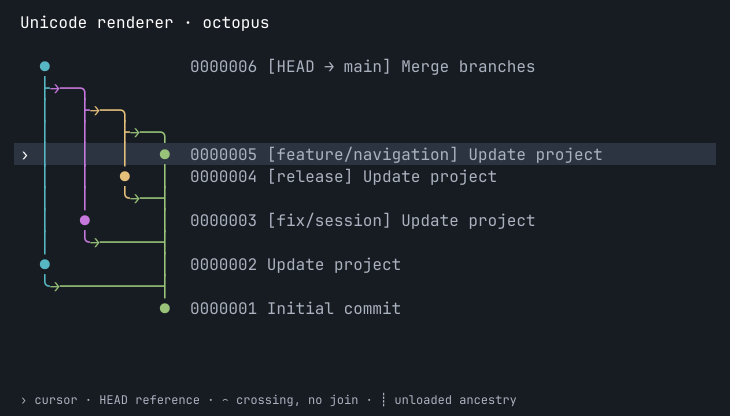 Unicode renderer · octopus
0000006 [HEAD → main] Merge branches
› 0000005 [feature/navigation] Update project
0000004 [release] Update project
0000003 [fix/session] Update project
0000002 Update project
0000001 Initial commit
› cursor · HEAD reference · ⌢ crossing, no join · ┊ unloaded ancestry